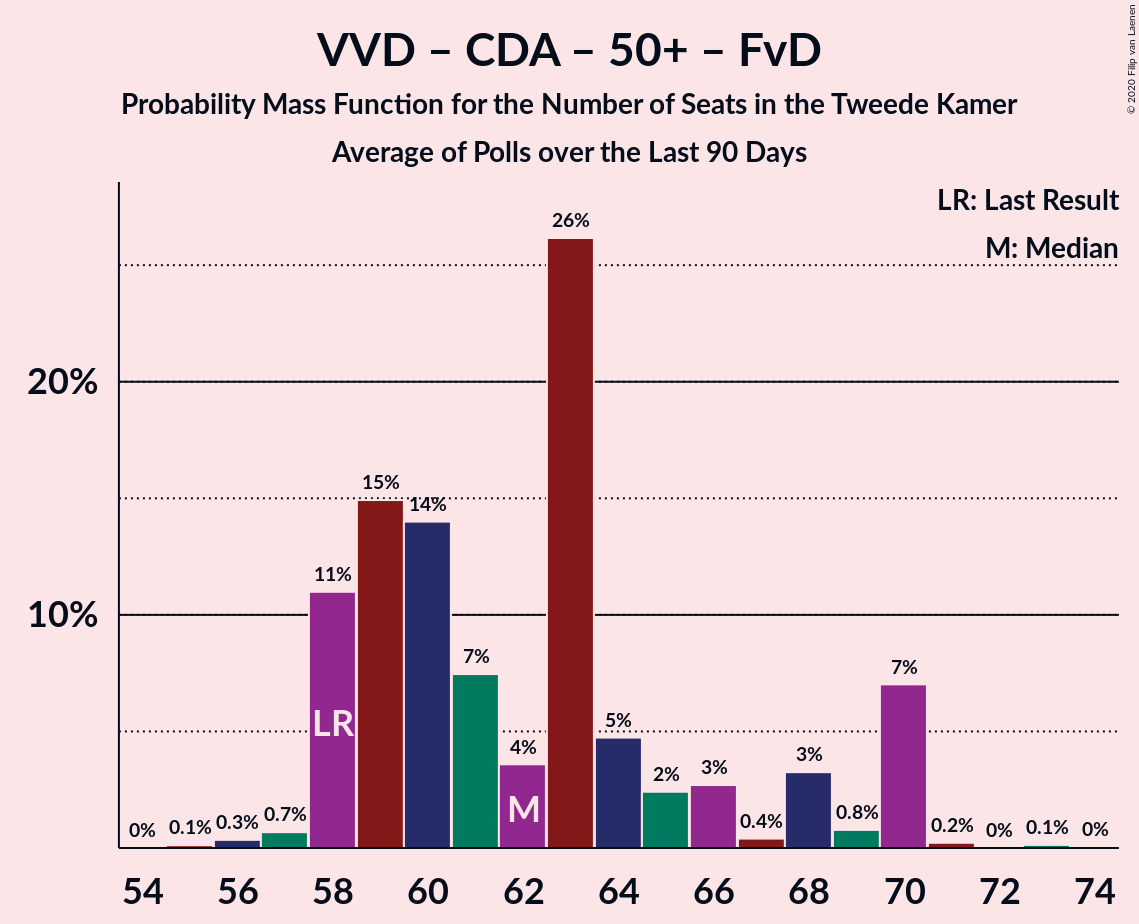 VVD – CDA – 50+ – FvD
Probability Mass Function for the Number of Seats in the Tweede Kamer
Average of Polls over the Last 90 Days
© 2020 Filip van Laenen
LR: Last Result
M: Median
26%
20%
15%
14%
11%
10%
7%
7%
LR
5%
4%
3%
3%
2%
M
0%
0.1%
0.3%
0.7%
0.4%
0.8%
0.2%
0%
0.1%
0%
54 56 58 60 62 64 66 68 70 72 74